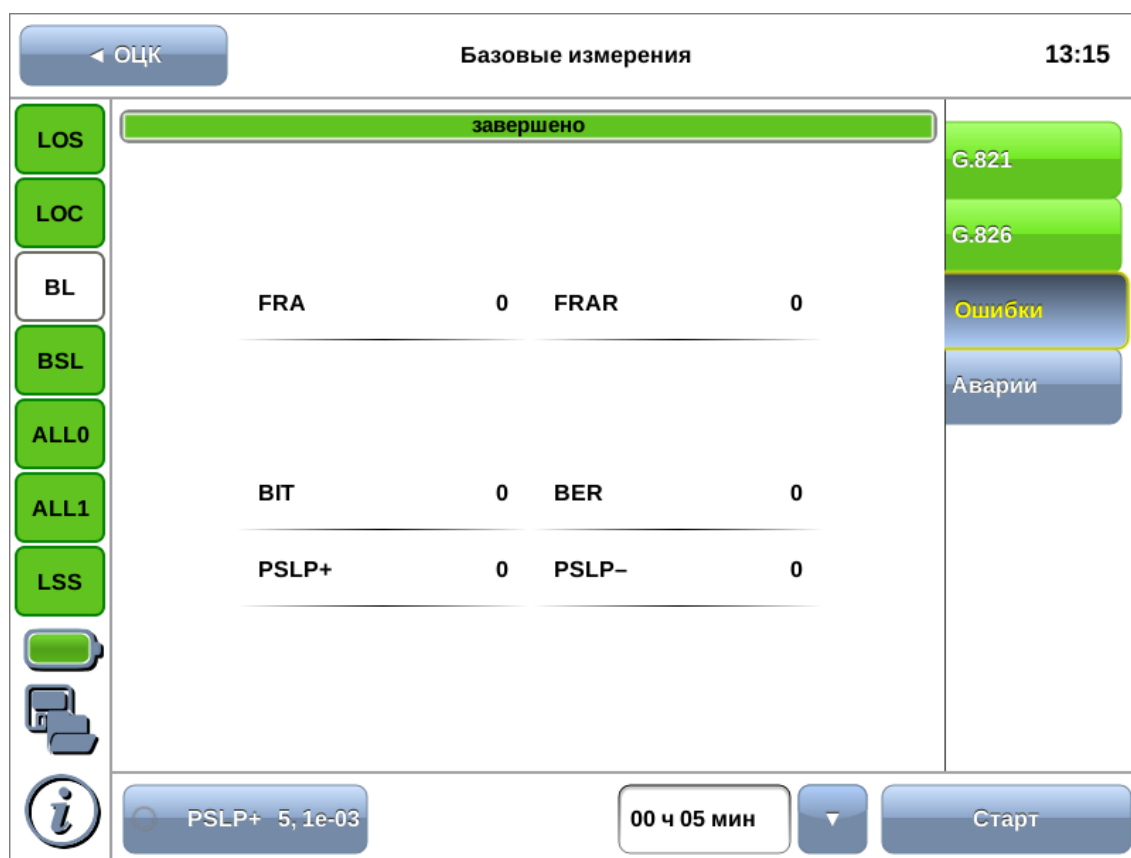 ◄ ОЦК
Базовые измерения
13:15
LOS
LOC
BL
BSL
ALL0
ALL1
LSS
завершено
FRA 0 FRAR 0
BIT 0 BER 0
PSLP+ 0 PSLP– 0
G.821
G.826
Ошибки
Аварии
i
PSLP+ 5, 1e-03
00 ч 05 мин
▼
Старт